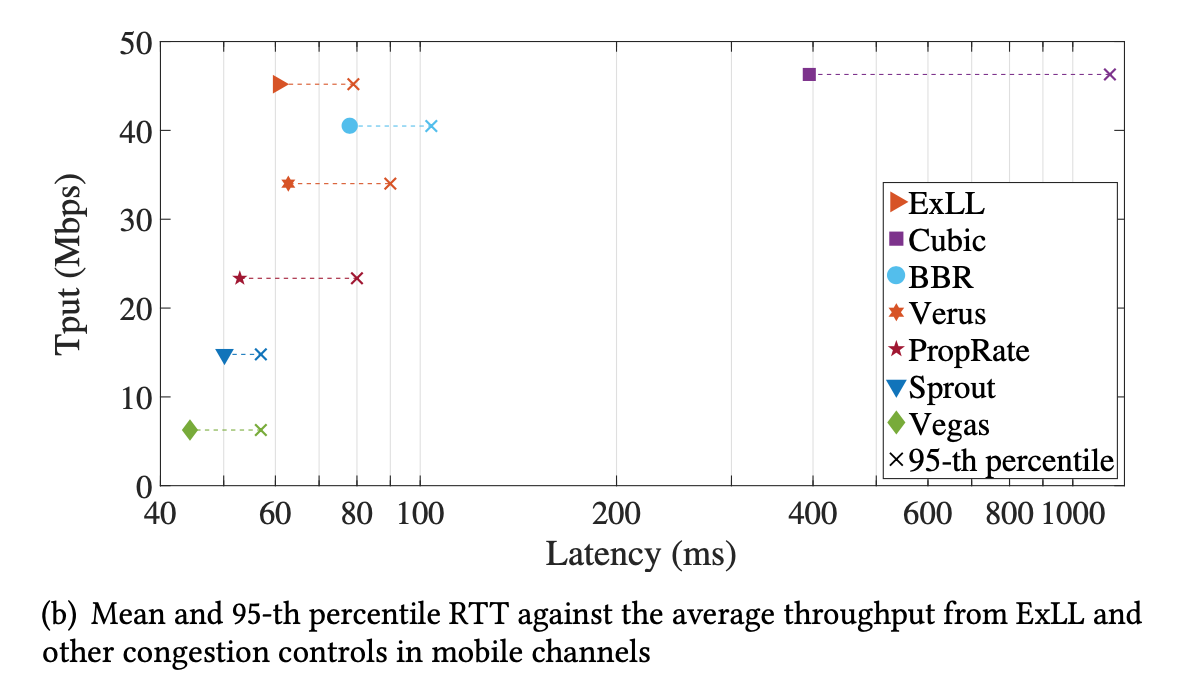 50
40
30
20
10
0
Tput (Mbps)
ExLL
Cubic
BBR
Verus
PropRate
Sprout
Vegas
95-th percentile
40 60 80 100 200 400 600 800 1000
Latency (ms)
(b) Mean and 95-th percentile RTT against the average throughput from ExLL and
other congestion controls in mobile channels